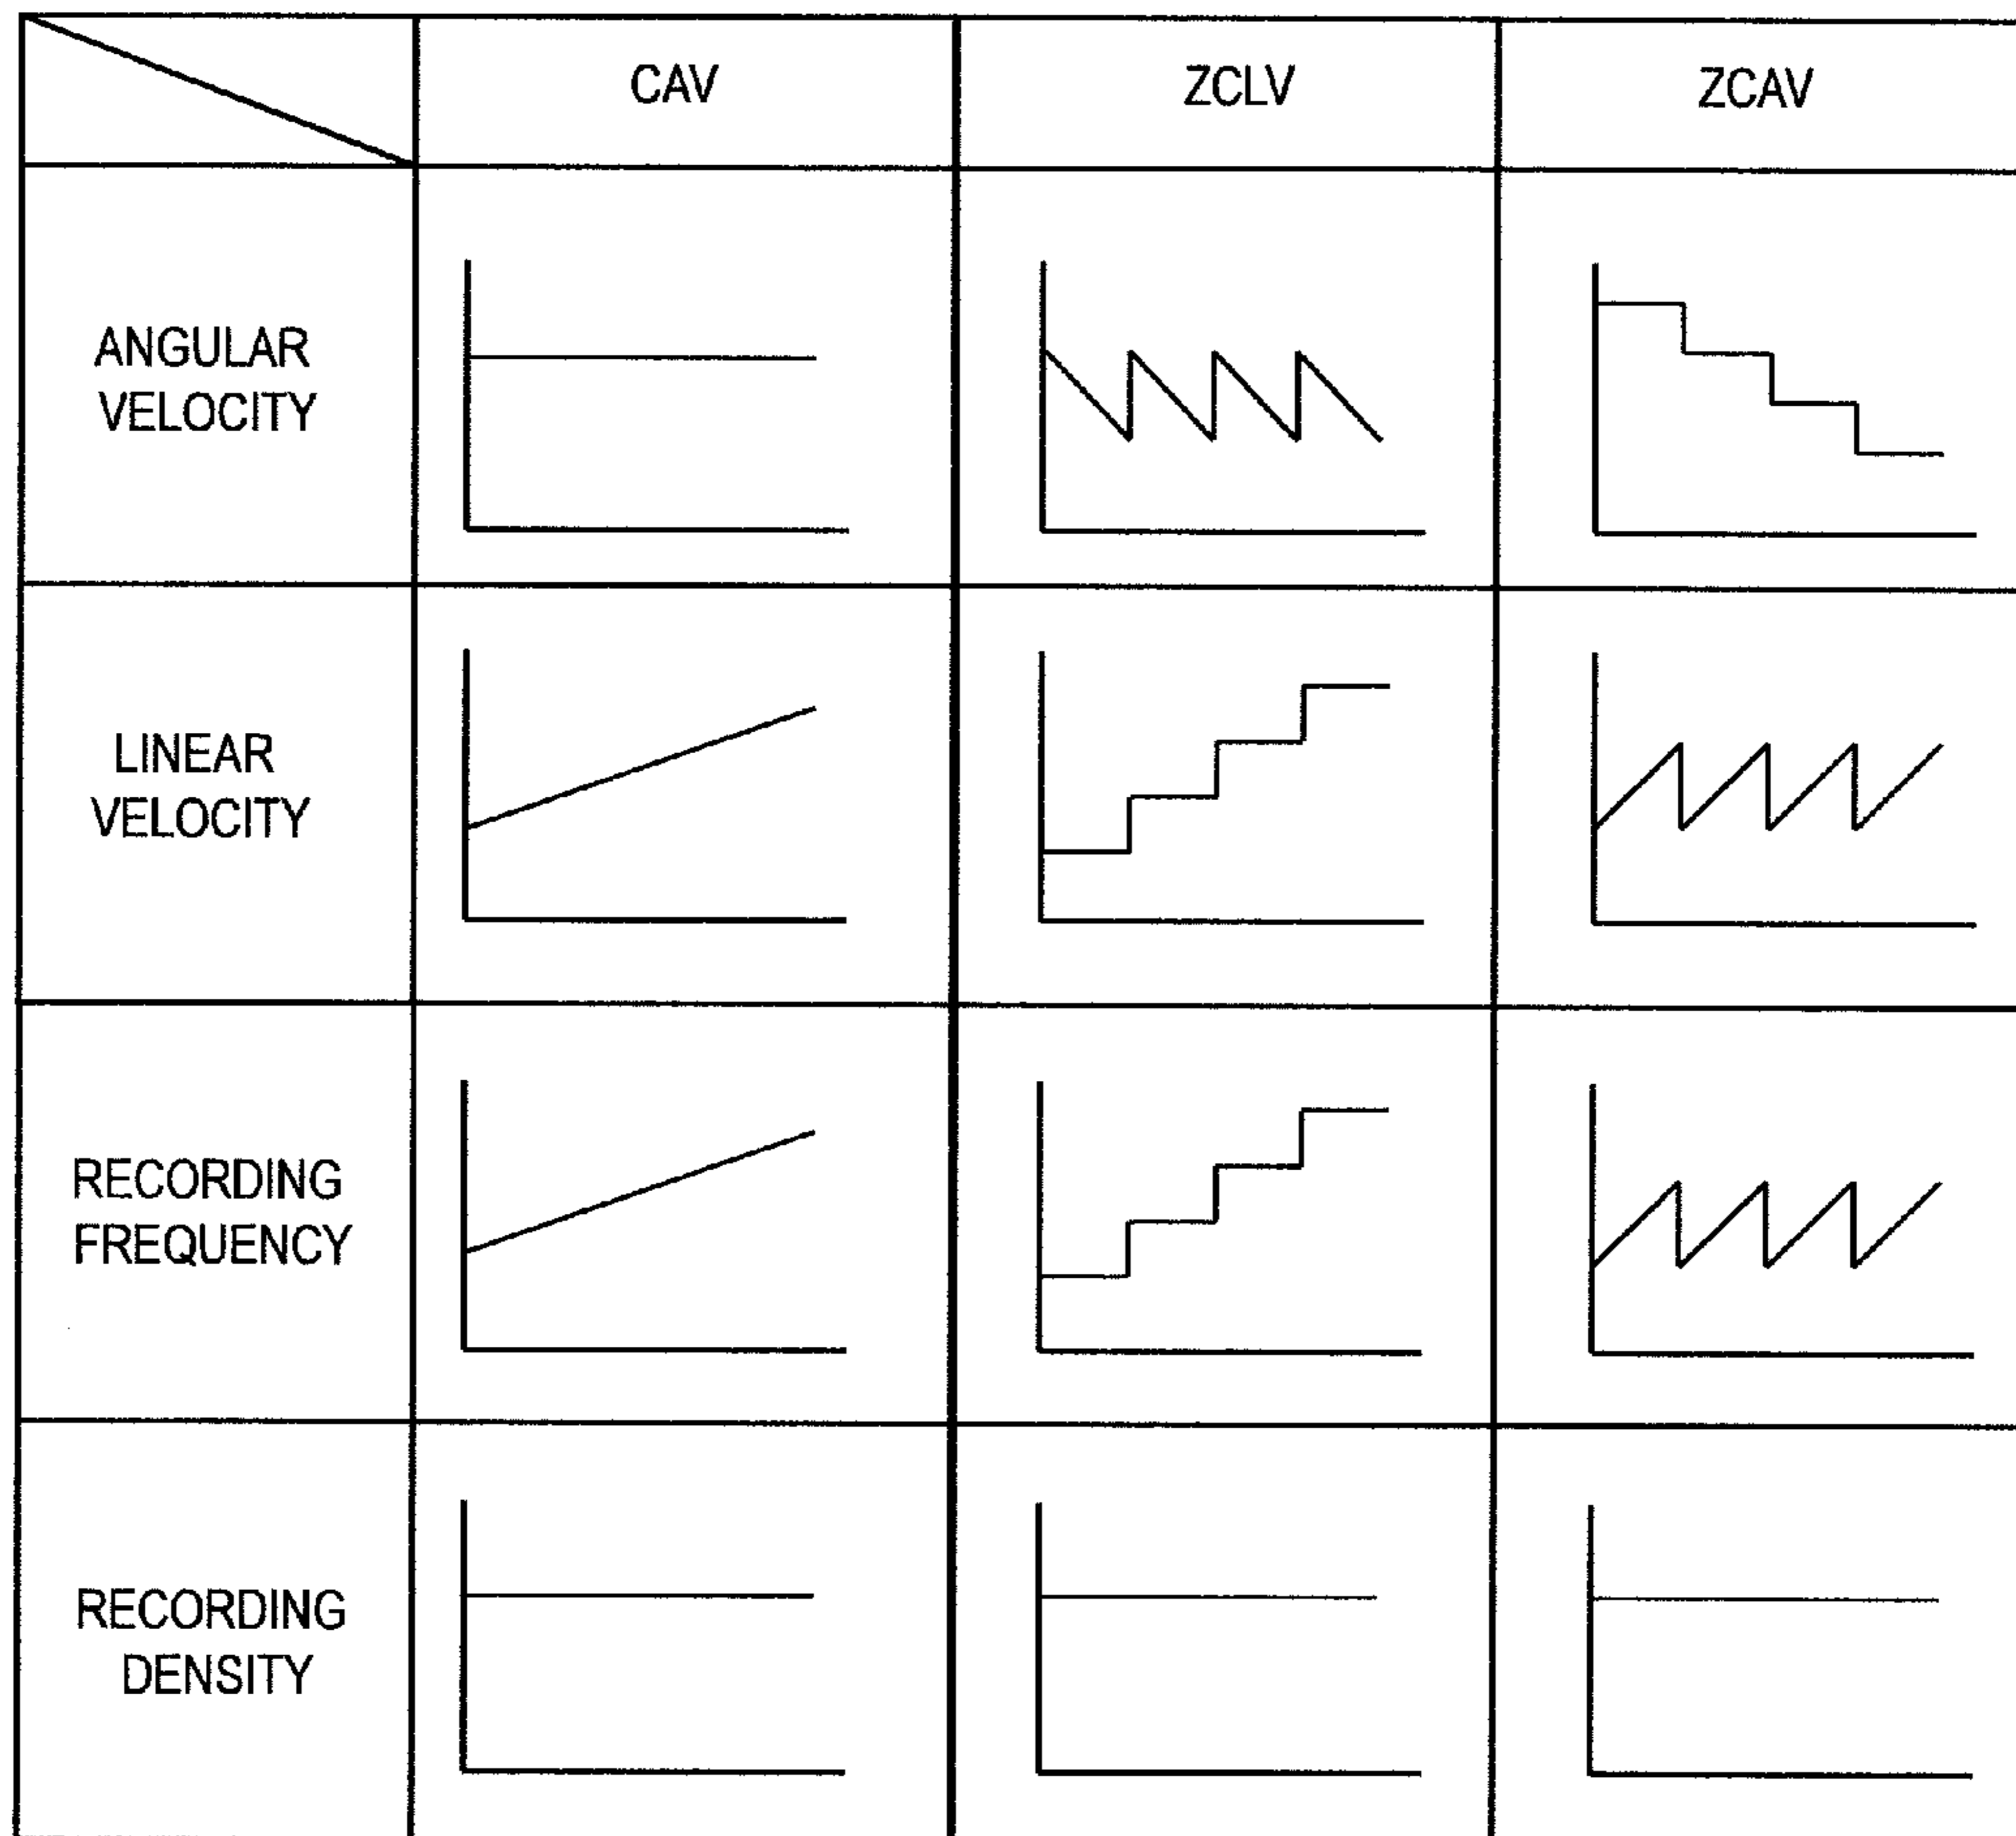 CAV
ZCLV
ZCAV
ANGULAR
VELOCITY
LINEAR
VELOCITY
RECORDING
FREQUENCY
RECORDING
DENSITY